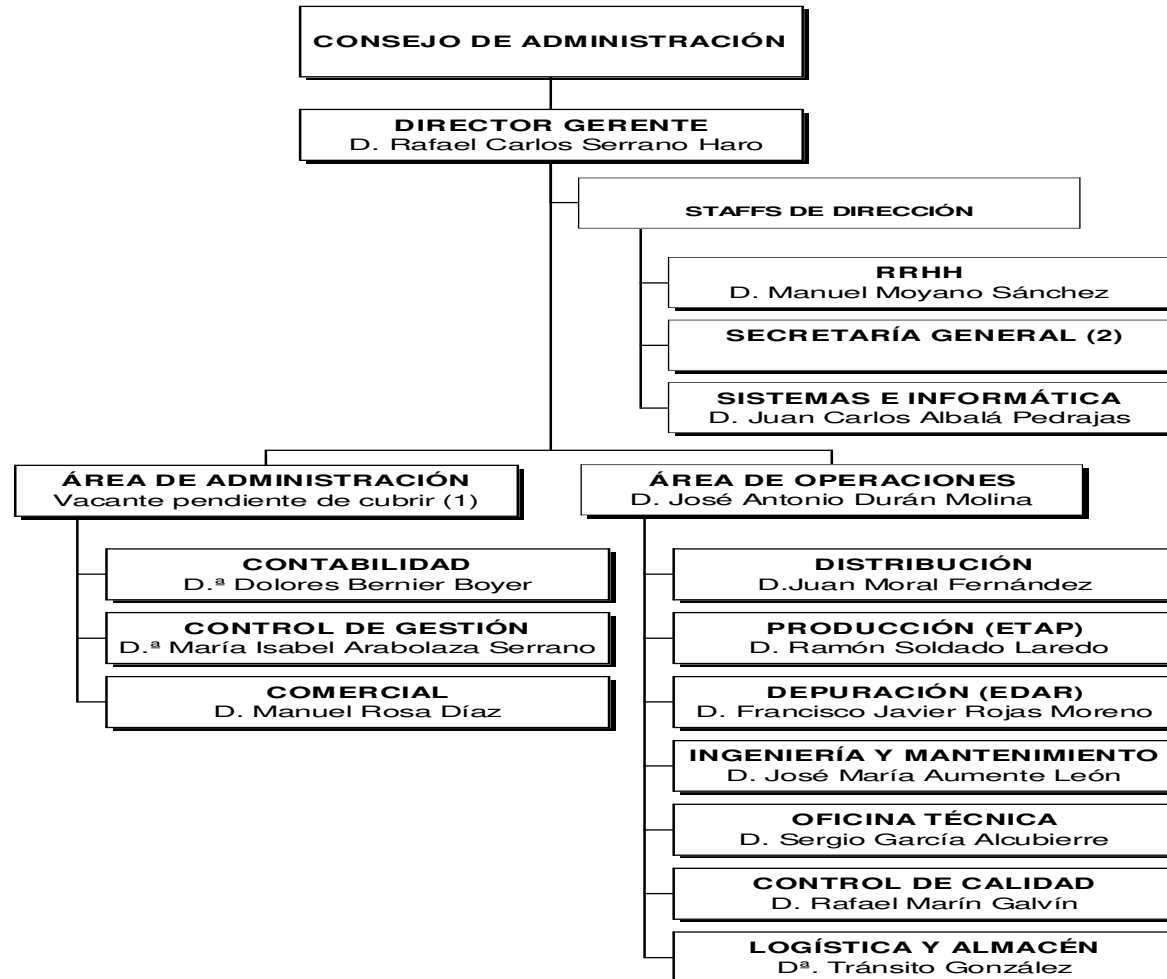 CONSEJO DE ADMINISTRACIÓN
DIRECTOR GERENTE
D. Rafael Carlos Serrano Haro
STAFFS DE DIRECCIÓN
RRHH
D. Manuel Moyano Sánchez
SECRETARÍA GENERAL (2)
SISTEMAS E INFORMÁTICA
D. Juan Carlos Albalá Pedrajas
ÁREA DE ADMINISTRACIÓN
Vacante pendiente de cubrir (1)
CONTABILIDAD
D.ª Dolores Bernier Boyer
CONTROL DE GESTIÓN
D.ª María Isabel Arabolaza Serrano
COMERCIAL
D. Manuel Rosa Díaz
ÁREA DE OPERACIONES
D. José Antonio Durán Molina
DISTRIBUCIÓN
D.Juan Moral Fernández
PRODUCCIÓN (ETAP)
D. Ramón Soldado Laredo
DEPURACIÓN (EDAR)
D. Francisco Javier Rojas Moreno
INGENIERÍA Y MANTENIMIENTO
D. José María Aumente León
OFICINA TÉCNICA
D. Sergio García Alcubierre
CONTROL DE CALIDAD
D. Rafael Marín Galvín
LOGÍSTICA Y ALMACÉN
Dª. Tránsito González